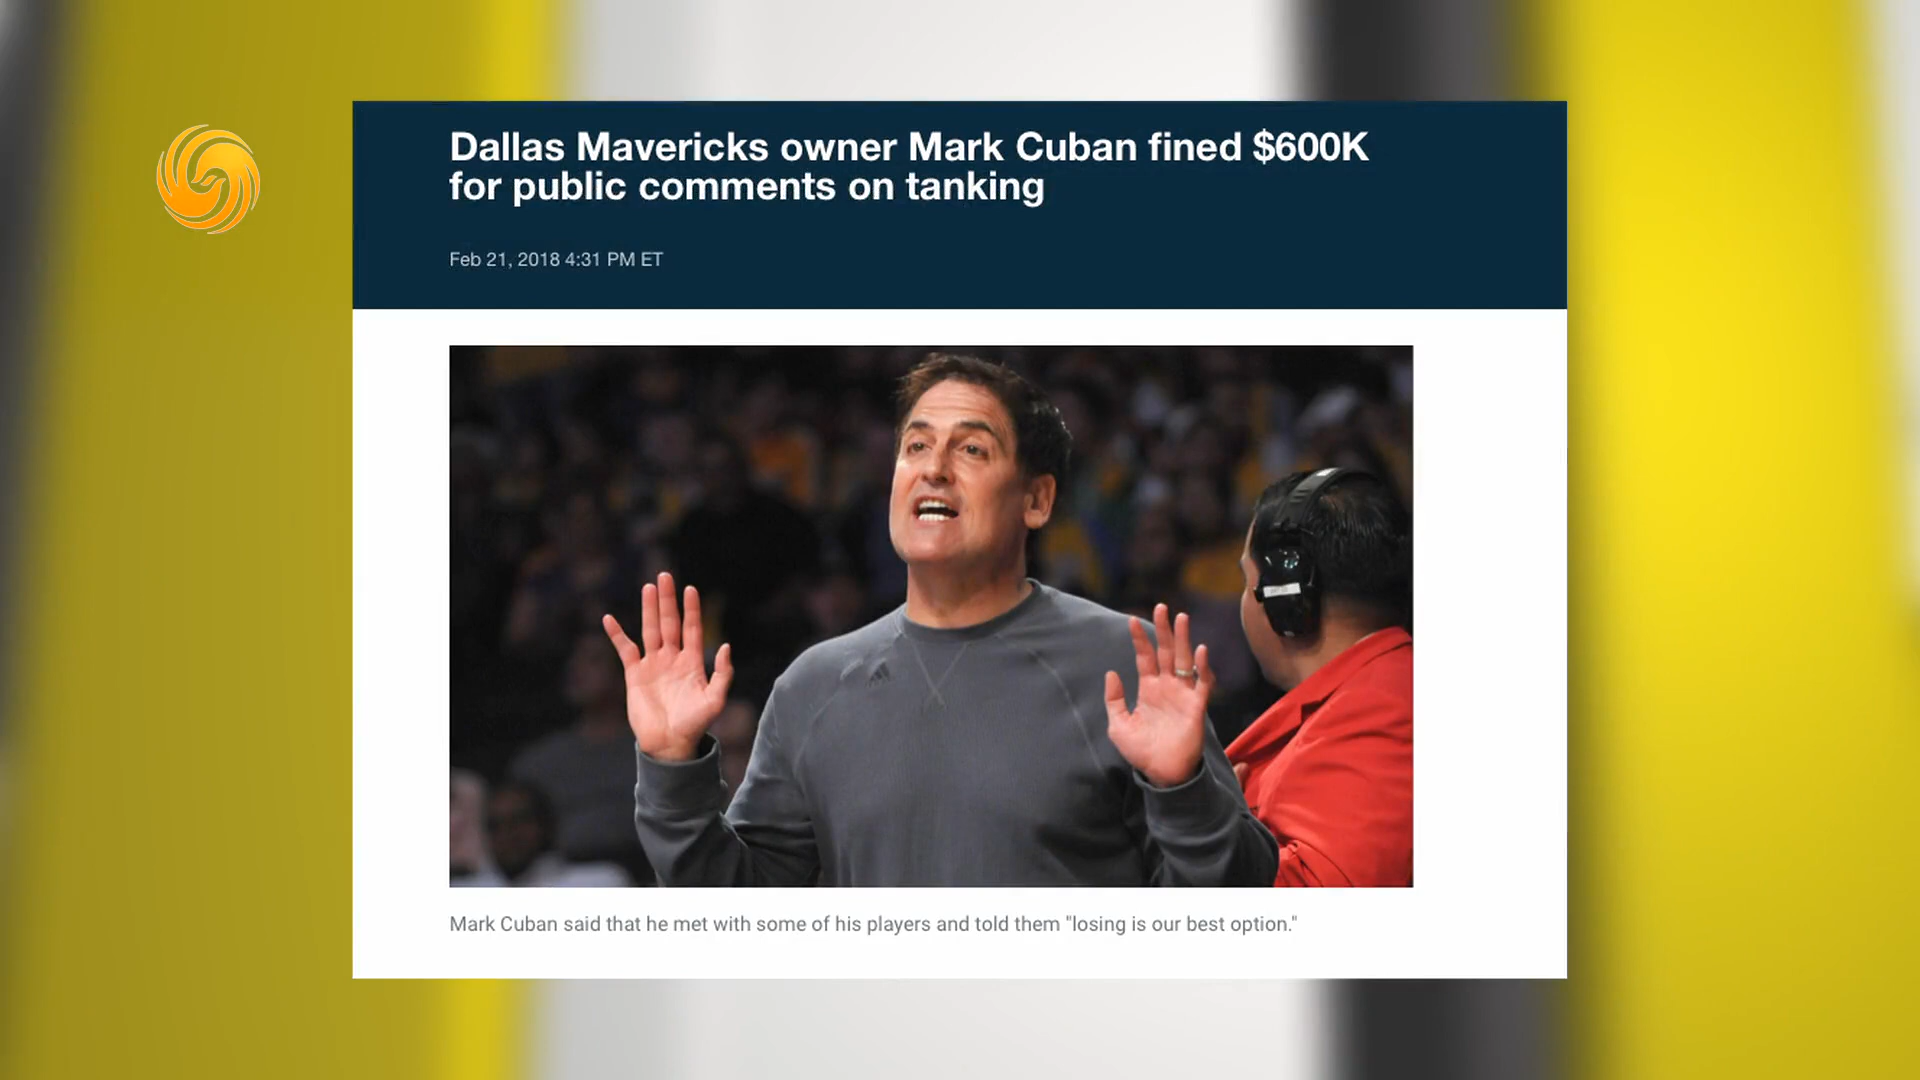 Dallas Mavericks owner Mark Cuban fined $600K
for public comments on tanking
Feb 21, 2018 4:31 PM ET
Mark Cuban said that he met with some of his players and told them "losing is our best option."